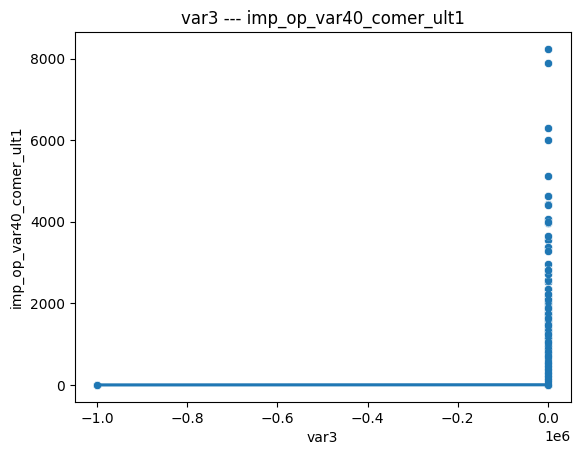 var3 --- imp_op_var40_comer_ult1
imp_op_var40_comer_ult1
8000
6000
4000
2000
0
−1.0 −0.8 −0.6 −0.4 −0.2 0.0
1e6
var3